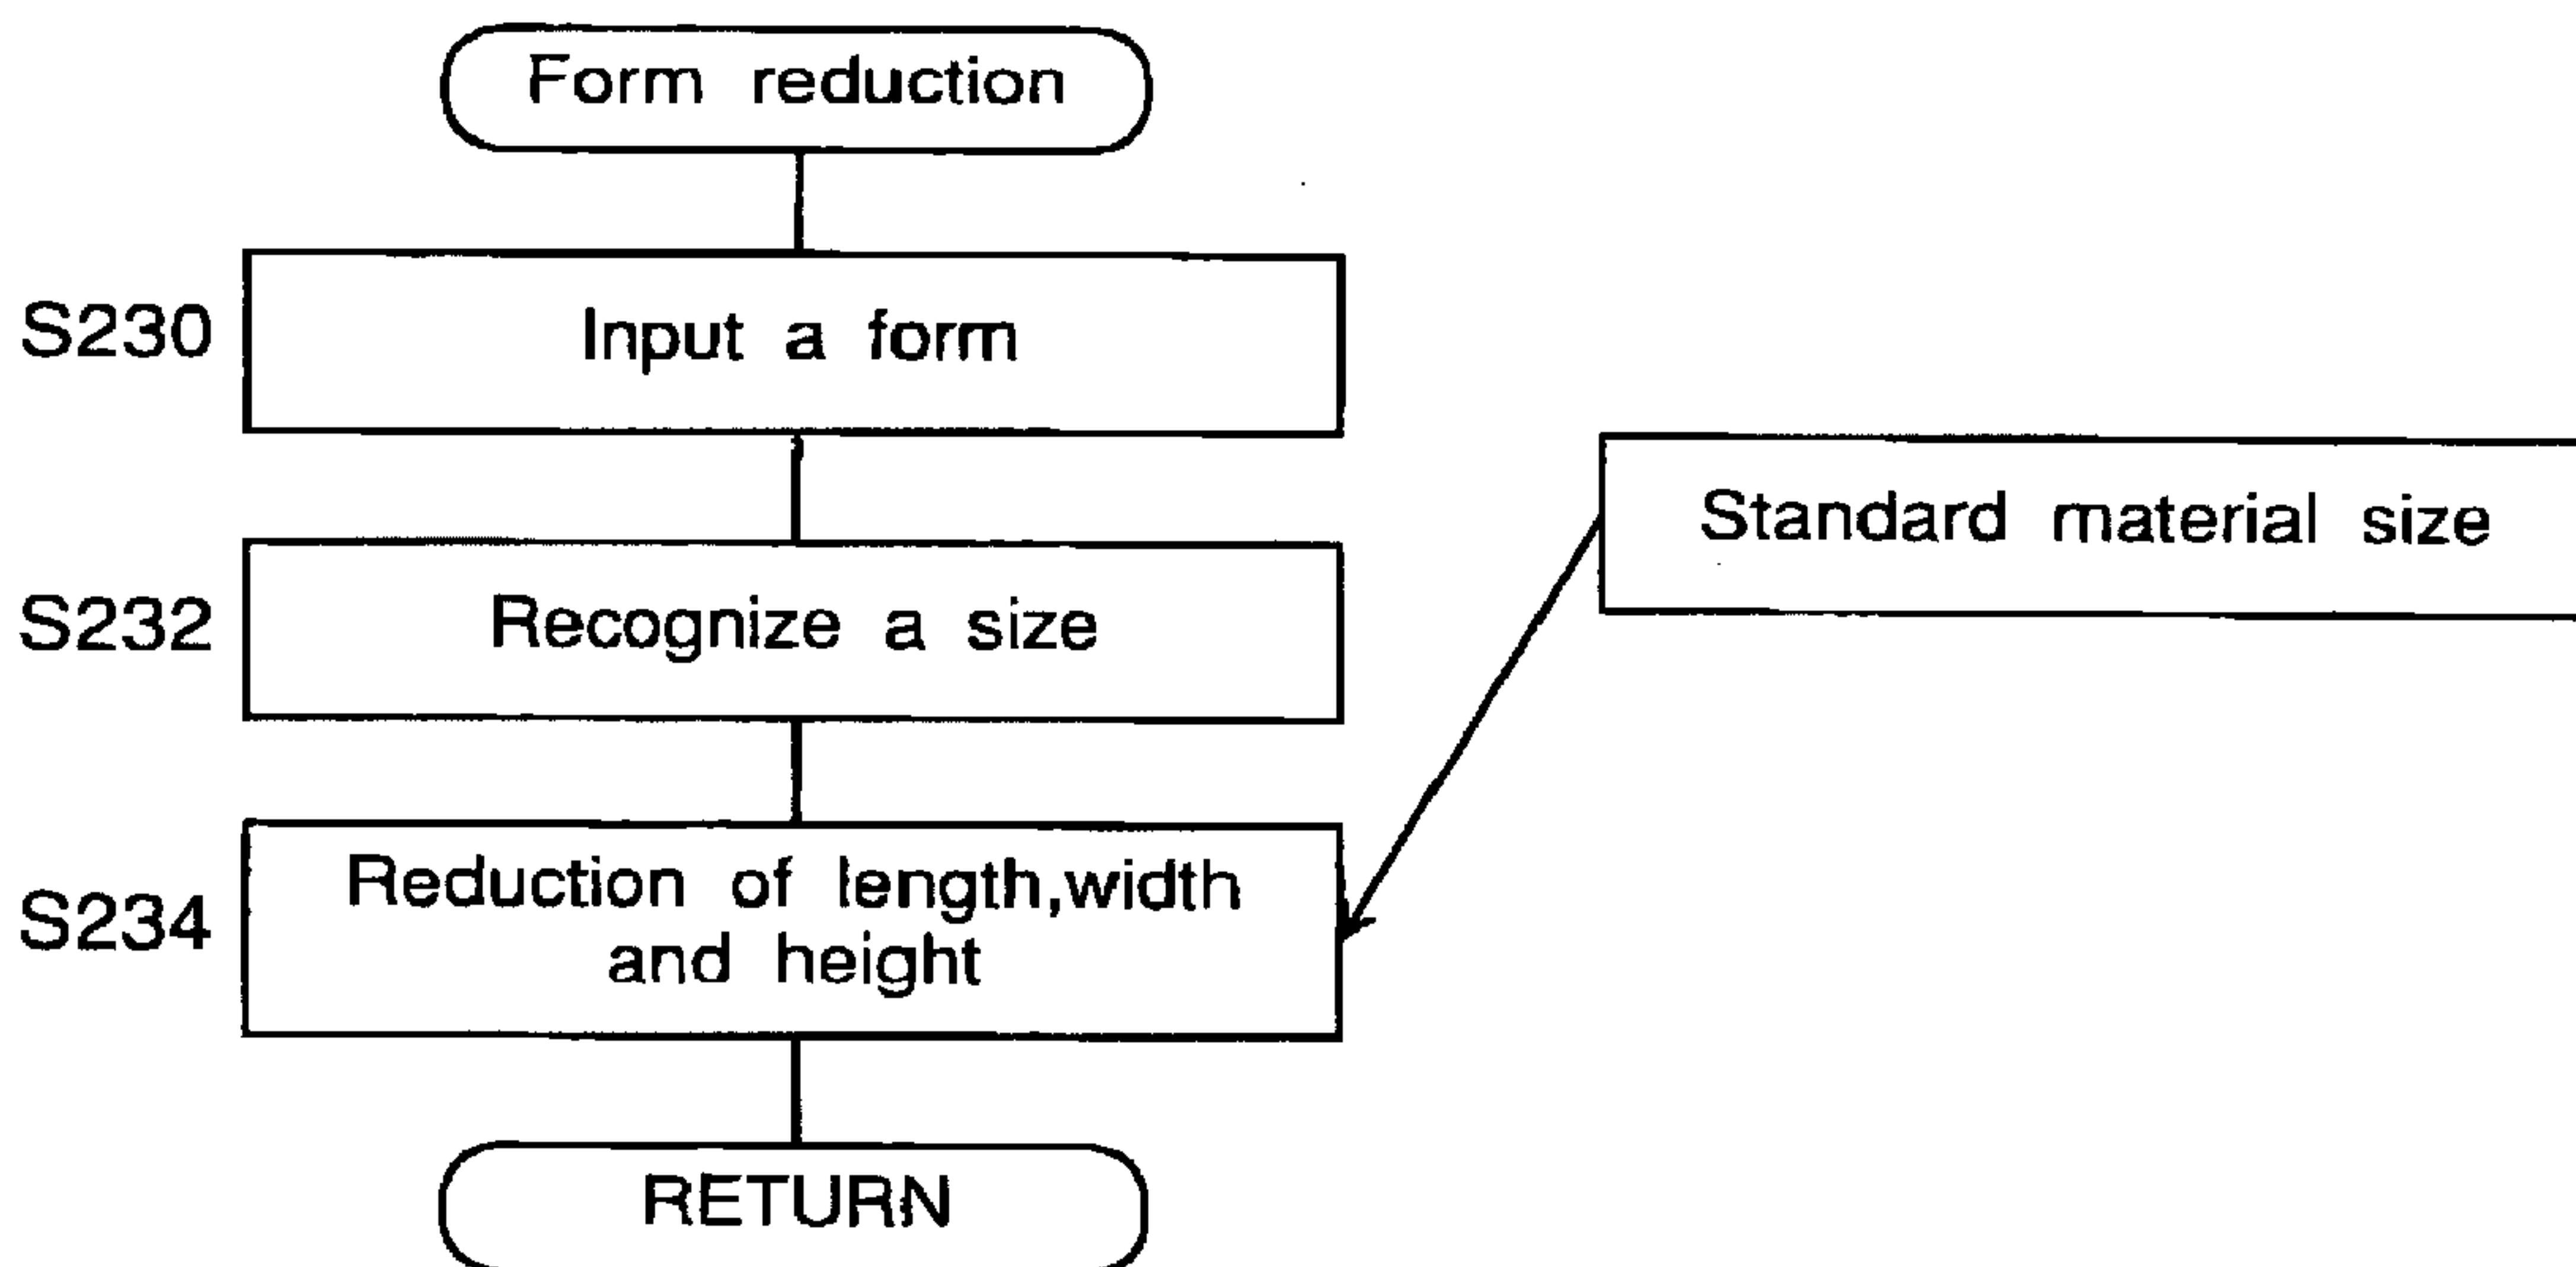 Form reduction
S230
Input a form
Standard material size
S232
Recognize a size
S234
Reduction of length,width
and height
RETURN